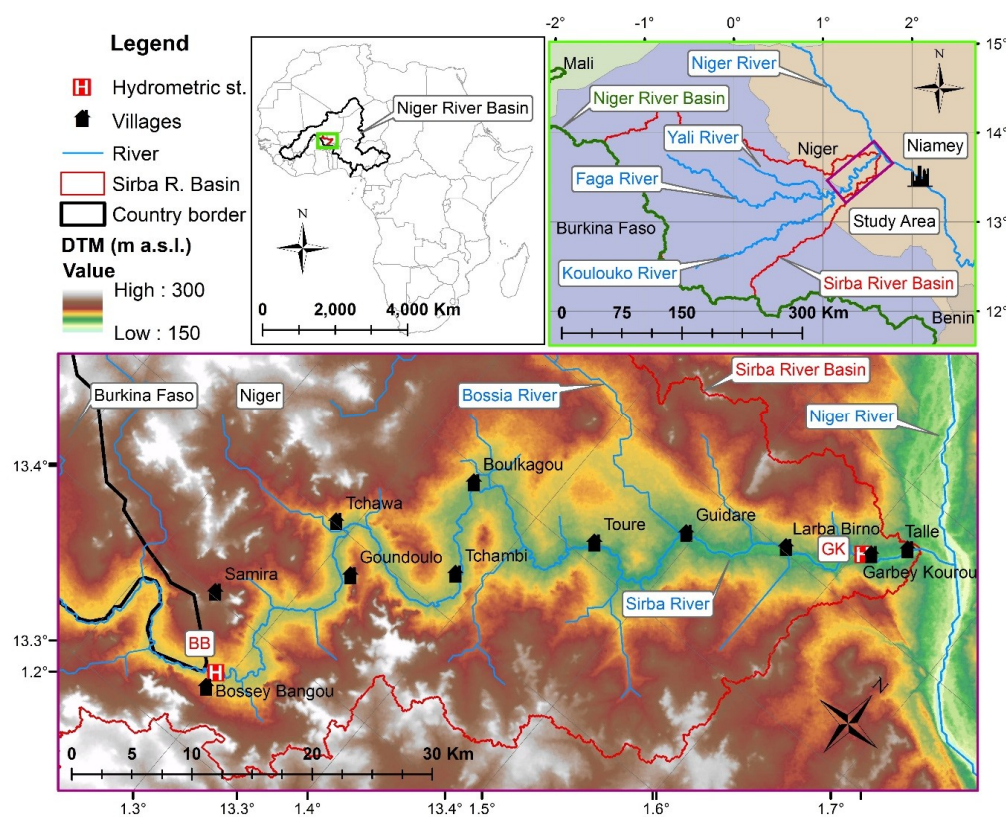 Legend
Hydrometric st.
Villages
River
Sirba R. Basin
Country border
DTM (m a.s.l.)
Value
High : 300
Low : 150
Niger River Basin
N
0 2,000 4,000 Km
-2° -1° 0° 1° 2°
15°
14°
13°
12°
Mali
Niger River
N
Niger River Basin
Yali River
Niger
Niamey
Faga River
Study Area
Burkina Faso
Koulouko River
Sirba River Basin
Benin
0 75 150 300 Km
Sirba River Basin
Burkina Faso
Niger
Bossia River
Niger River
13.4°
13.3°
1.2°
Boulkagou
Tchawa
Toure
Guidare
Larba Birno
Talle
GK
Goundoulo
Tchambi
Garbey Kourou
Samira
Sirba River
BB
Bossey Bangou
N
0 5 10 20 30 Km
1.3° 13.3° 1.4° 13.4° 1.5° 1.6° 1.7°
H
H
H